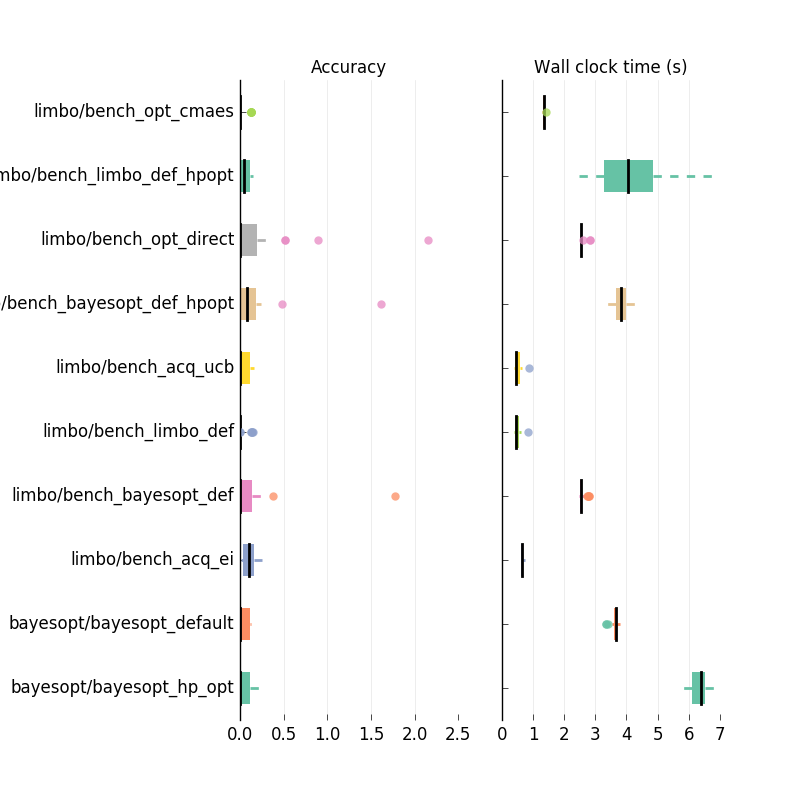 Accuracy Wall clock time (s)
limbo/bench_opt_cmaes
mbo/bench_limbo_def_hpopt
limbo/bench_opt_direct
/bench_bayesopt_def_hpopt
limbo/bench_acq_ucb
limbo/bench_limbo_def
limbo/bench_bayesopt_def
limbo/bench_acq_ei
bayesopt/bayesopt_default
bayesopt/bayesopt_hp_opt
0.0 0.5 1.0 1.5 2.0 2.5 0 1 2 3 4 5 6 7